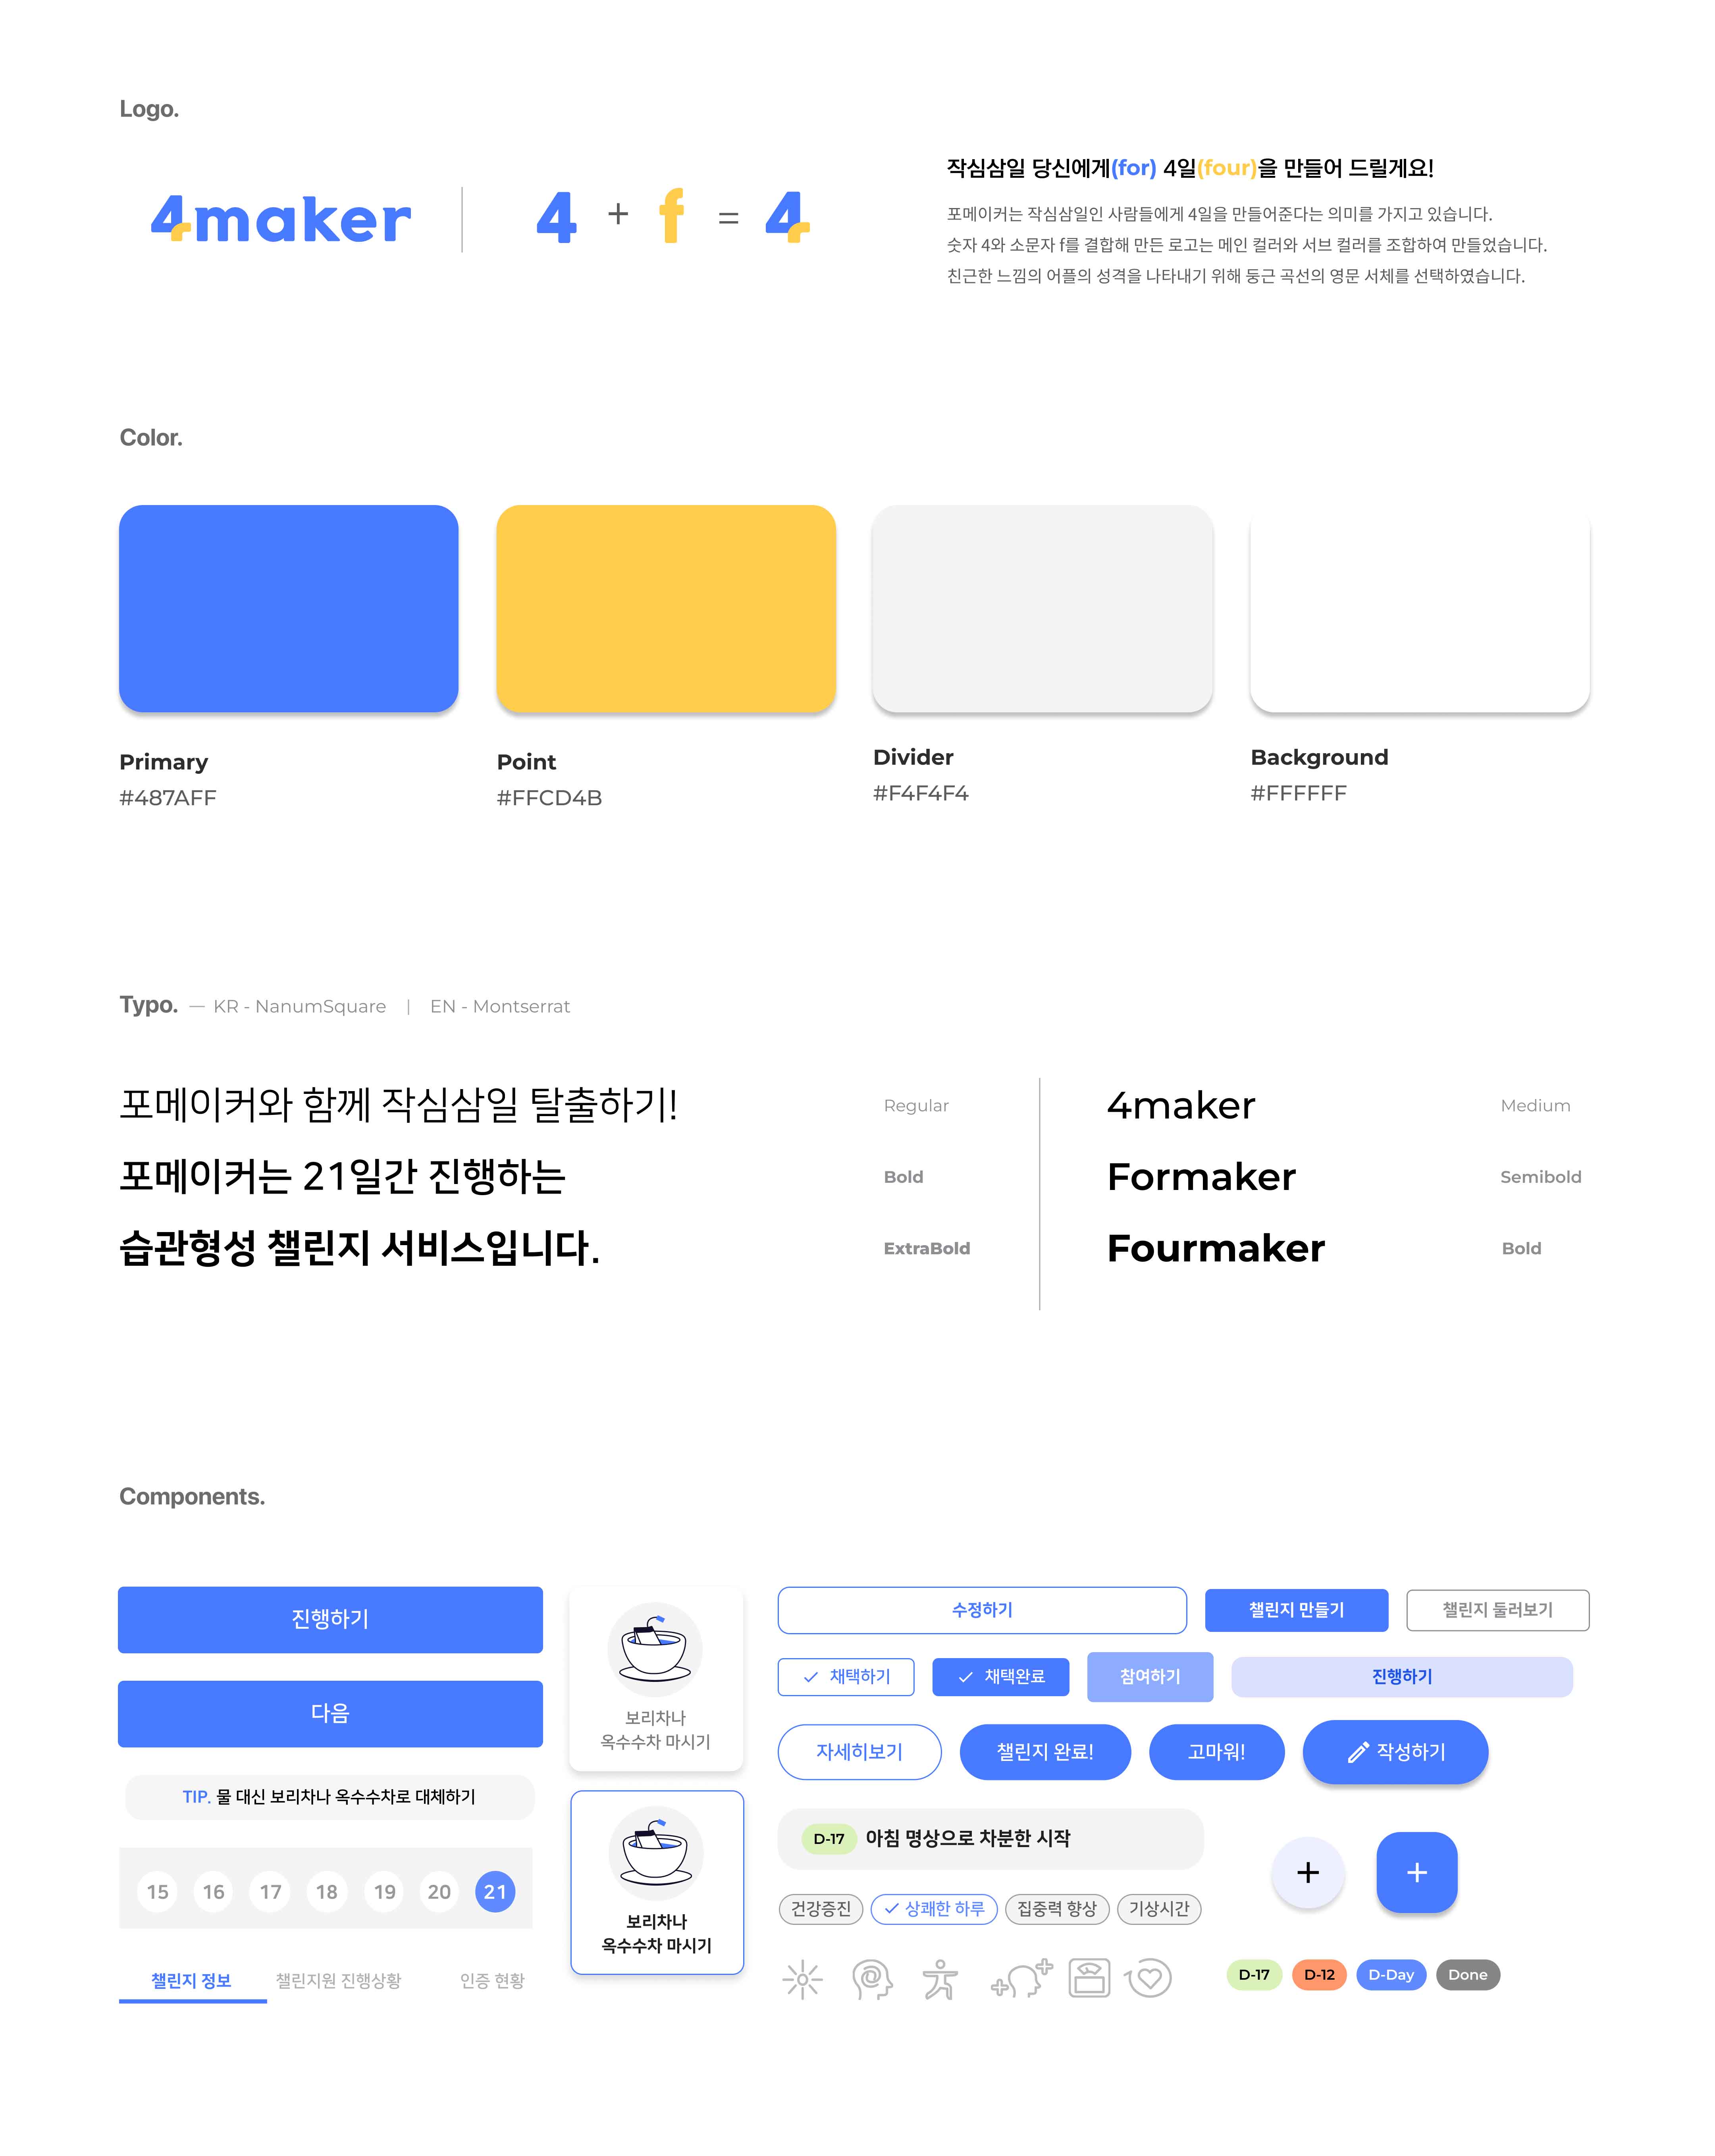 Logo.
4maker
4 + f = 4
작심삼일 당신에게(for) 4일(four)을 만들어 드릴게요!
포메이커는 작심삼일인 사람들에게 4일을 만들어준다는 의미를 가지고 있습니다.
숫자 4와 소문자 f를 결합해 만든 로고는 메인 컬러와 서브 컬러를 조합하여 만들었습니다.
친근한 느낌의 어플의 성격을 나타내기 위해 둥근 곡선의 영문 서체를 선택하였습니다.
Color.
Primary
#487AFF
Point
#FFCD4B
Divider
#F4F4F4
Background
#FFFFFF
Typo. — KR - NanumSquare | EN - Montserrat
포메이커와 함께 작심삼일 탈출하기!
Regular
포메이커는 21일간 진행하는
Bold
습관형성 챌린지 서비스입니다.
ExtraBold
4maker
Medium
Formaker
Semibold
Fourmaker
Bold
Components.
진행하기
다음
TIP. 물 대신 보리차나 옥수수차로 대체하기
15 16 17 18 19 20 21
챌린지 정보 챌린지원 진행상황 인증 현황
보리차나
옥수수차 마시기
보리차나
옥수수차 마시기
수정하기 챌린지 만들기 챌린지 둘러보기
채택하기 채택완료 참여하기 진행하기
자세히보기 챌린지 완료! 고마워! 작성하기
D-17 아침 명상으로 차분한 시작
+ +
건강증진 상쾌한 하루 집중력 향상 기상시간
D-17 D-12 D-Day Done